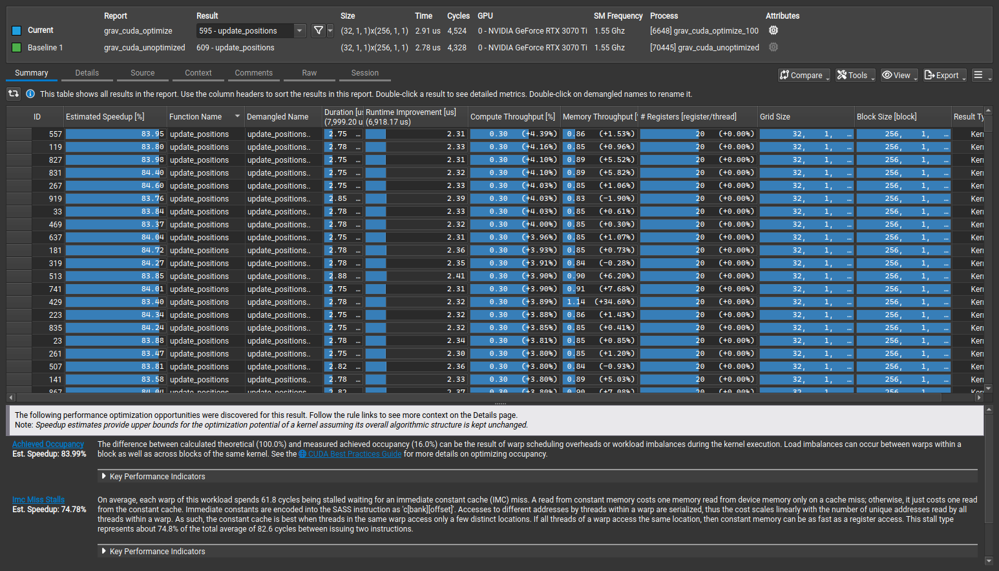 Report Result Size Time Cycles GPU SM Frequency Process Attributes
Current grav_cuda_optimize 595 - update_positions (32, 1, 1)x(256, 1, 1) 2.91 us 4,524 0 - NVIDIA GeForce RTX 3070 Ti 1.55 Ghz [6648] grav_cuda_optimize_100
Baseline 1 grav_cuda_unoptimized 609 - update_positions (32, 1, 1)x(256, 1, 1) 2.78 us 4,328 0 - NVIDIA GeForce RTX 3070 Ti 1.55 Ghz [70445] grav_cuda_unoptimized
Summary Details Source Context Comments Raw Session Compare Tools View Export
This table shows all results in the report. Use the column headers to sort the results in this report. Double-click a result to see detailed metrics. Double-click on demangled names to rename it.
ID Estimated Speedup [%] Function Name Demangled Name Duration [us (7,999.20 u Runtime Improvement [us] (6,918.17 us) Compute Throughput [%] Memory Throughput [ # Registers [register/thread] Grid Size Block Size [block] Result Ty
557 83.95 update_positions update_positions.. 2.75 ... 2.31 0.30 (+4.39%) 0.86 (+1.53%) 20 (+0.00%) 32, 1, ... 256, 1, ... Kern
119 83.80 update_positions update_positions.. 2.78 ... 2.33 0.30 (+4.16%) 0.85 (+0.96%) 20 (+0.00%) 32, 1, ... 256, 1, ... Kern
827 83.98 update_positions update_positions.. 2.75 ... 2.31 0.30 (+4.10%) 0.89 (+5.52%) 20 (+0.00%) 32, 1, ... 256, 1, ... Kern
831 84.40 update_positions update_positions.. 2.75 ... 2.32 0.30 (+4.10%) 0.89 (+5.82%) 20 (+0.00%) 32, 1, ... 256, 1, ... Kern
267 84.60 update_positions update_positions.. 2.75 ... 2.33 0.30 (+4.03%) 0.85 (+1.06%) 20 (+0.00%) 32, 1, ... 256, 1, ... Kern
919 83.76 update_positions update_positions.. 2.85 ... 2.39 0.30 (+4.03%) 0.83 (-1.90%) 20 (+0.00%) 32, 1, ... 256, 1, ... Kern
33 83.84 update_positions update_positions.. 2.78 ... 2.33 0.30 (+4.03%) 0.85 (+0.61%) 20 (+0.00%) 32, 1, ... 256, 1, ... Kern
469 83.37 update_positions update_positions.. 2.78 ... 2.32 0.30 (+4.00%) 0.85 (+0.30%) 20 (+0.00%) 32, 1, ... 256, 1, ... Kern
637 84.04 update_positions update_positions.. 2.75 ... 2.31 0.30 (+3.96%) 0.85 (+1.07%) 20 (+0.00%) 32, 1, ... 256, 1, ... Kern
181 84.72 update_positions update_positions.. 2.78 ... 2.36 0.30 (+3.93%) 0.85 (+0.73%) 20 (+0.00%) 32, 1, ... 256, 1, ... Kern
319 84.27 update_positions update_positions.. 2.78 ... 2.35 0.30 (+3.91%) 0.84 (-0.28%) 20 (+0.00%) 32, 1, ... 256, 1, ... Kern
513 83.85 update_positions update_positions.. 2.88 ... 2.41 0.30 (+3.90%) 0.90 (+6.20%) 20 (+0.00%) 32, 1, ... 256, 1, ... Kern
741 84.01 update_positions update_positions.. 2.75 ... 2.31 0.30 (+3.90%) 0.91 (+7.68%) 20 (+0.00%) 32, 1, ... 256, 1, ... Kern
429 83.40 update_positions update_positions.. 2.78 ... 2.32 0.30 (+3.89%) 1.14 (+34.60%) 20 (+0.00%) 32, 1, ... 256, 1, ... Kern
223 84.34 update_positions update_positions.. 2.75 ... 2.32 0.30 (+3.88%) 0.86 (+1.43%) 20 (+0.00%) 32, 1, ... 256, 1, ... Kern
835 84.24 update_positions update_positions.. 2.75 ... 2.32 0.30 (+3.85%) 0.85 (+0.41%) 20 (+0.00%) 32, 1, ... 256, 1, ... Kern
23 83.88 update_positions update_positions.. 2.78 ... 2.34 0.30 (+3.81%) 0.85 (+0.85%) 20 (+0.00%) 32, 1, ... 256, 1, ... Kern
261 83.47 update_positions update_positions.. 2.75 ... 2.30 0.30 (+3.80%) 0.85 (+1.20%) 20 (+0.00%) 32, 1, ... 256, 1, ... Kern
507 83.81 update_positions update_positions.. 2.82 ... 2.36 0.30 (+3.80%) 0.84 (-0.93%) 20 (+0.00%) 32, 1, ... 256, 1, ... Kern
141 83.58 update_positions update_positions.. 2.78 ... 2.33 0.30 (+3.80%) 0.89 (+5.03%) 20 (+0.00%) 32, 1, ... 256, 1, ... Kern
867 84.04 update_positions update_positions.. 2.82 2.37 0.30 (+3.80%) 0.90 (+7.08%) 20 (+0.00%) 32, 1, 256, 1, Kern
The following performance optimization opportunities were discovered for this result. Follow the rule links to see more context on the Details page.
Note: Speedup estimates provide upper bounds for the optimization potential of a kernel assuming its overall algorithmic structure is kept unchanged.
Achieved Occupancy
Est. Speedup: 83.99%
The difference between calculated theoretical (100.0%) and measured achieved occupancy (16.0%) can be the result of warp scheduling overheads or workload imbalances during the kernel execution. Load imbalances can occur between warps within a
block as well as across blocks of the same kernel. See the CUDA Best Practices Guide for more details on optimizing occupancy.
Key Performance Indicators
Imc Miss Stalls
Est. Speedup: 74.78%
On average, each warp of this workload spends 61.8 cycles being stalled waiting for an immediate constant cache (IMC) miss. A read from constant memory costs one memory read from device memory only on a cache miss; otherwise, it just costs one read
from the constant cache. Immediate constants are encoded into the SASS instruction as 'c[bank][offset]'. Accesses to different addresses by threads within a warp are serialized, thus the cost scales linearly with the number of unique addresses read by all
threads within a warp. As such, the constant cache is best when threads in the same warp access only a few distinct locations. If all threads of a warp access the same location, then constant memory can be as fast as a register access. This stall type
represents about 74.8% of the total average of 82.6 cycles between issuing two instructions.
Key Performance Indicators